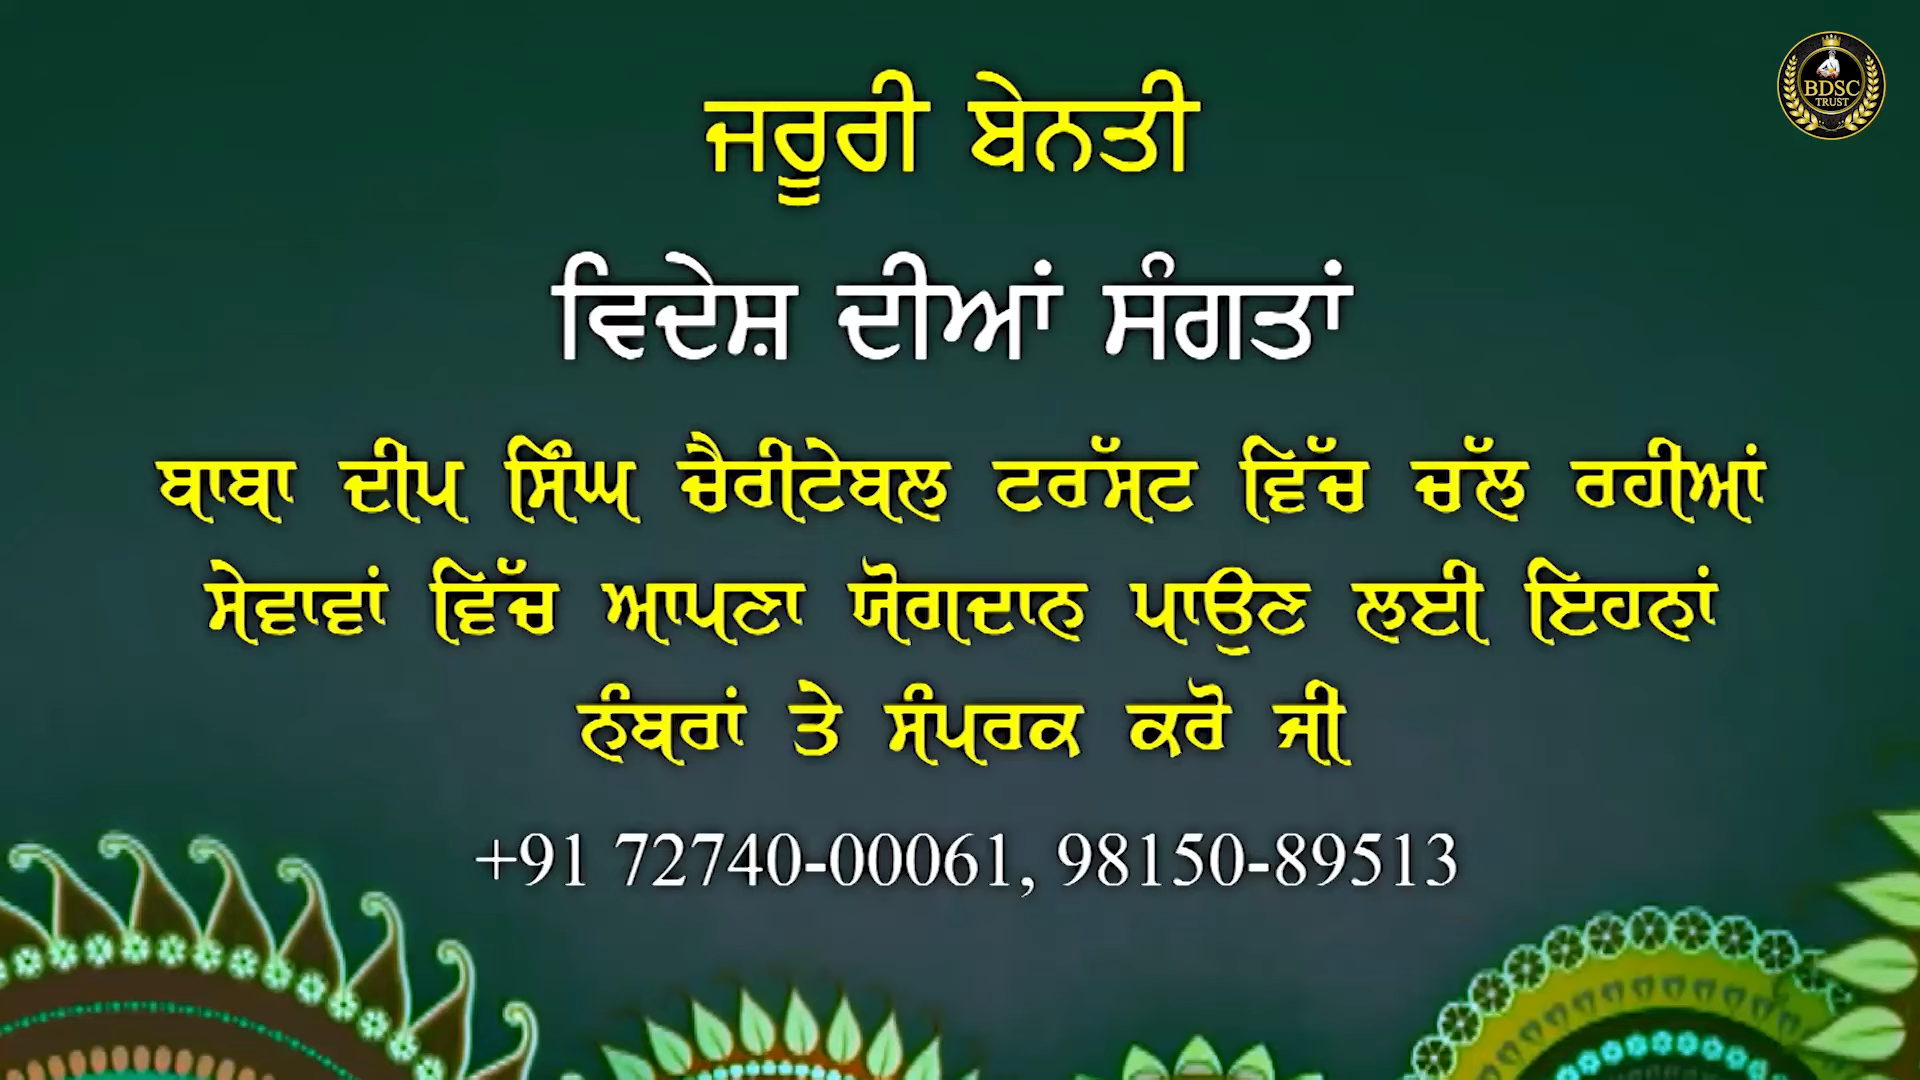 BDSC
TRUST
ਜਰੂਰੀ ਬੇਨਤੀ
ਵਿਦੇਸ਼ ਦੀਆਂ ਸੰਗਤਾਂ
ਬਾਬਾ ਦੀਪ ਸਿੰਘ ਚੈਰੀਟੇਬਲ ਟਰੱਸਟ ਵਿੱਚ ਚੱਲ ਰਹੀਆਂ
ਸੇਵਾਵਾਂ ਵਿੱਚ ਆਪਣਾ ਯੋਗਦਾਨ ਪਾਉਣ ਲਈ ਇਹਨਾਂ
ਨੰਬਰਾਂ ਤੇ ਸੰਪਰਕ ਕਰੋ ਜੀ
+91 72740-00061, 98150-89513